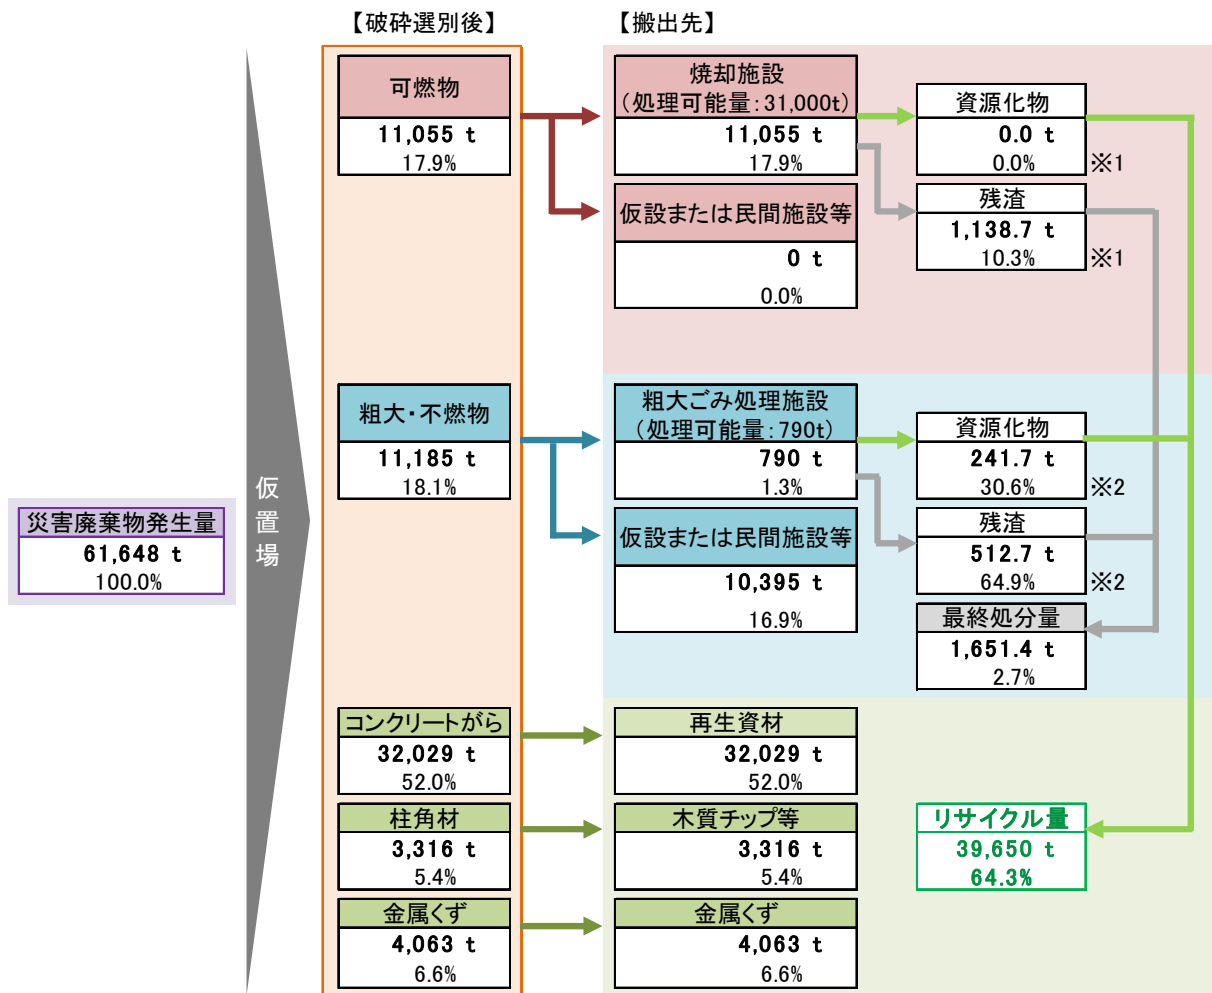 【破砕選別後】
【搬出先】
災害廃棄物発生量
61,648 t
100.0%
仮置場
可燃物
11,055 t
17.9%
焼却施設
（処理可能量：31,000t）
11,055 t
17.9%
資源化物
0.0 t
0.0%
※1
仮設または民間施設等
0 t
0.0%
残渣
1,138.7 t
10.3%
※1
粗大・不燃物
11,185 t
18.1%
粗大ごみ処理施設
（処理可能量：790t）
790 t
1.3%
資源化物
241.7 t
30.6%
※2
仮設または民間施設等
10,395 t
16.9%
残渣
512.7 t
64.9%
※2
最終処分量
1,651.4 t
2.7%
コンクリートがら
32,029 t
52.0%
再生資材
32,029 t
52.0%
柱角材
3,316 t
5.4%
木質チップ等
3,316 t
5.4%
リサイクル量
39,650 t
64.3%
金属くず
4,063 t
6.6%
金属くず
4,063 t
6.6%